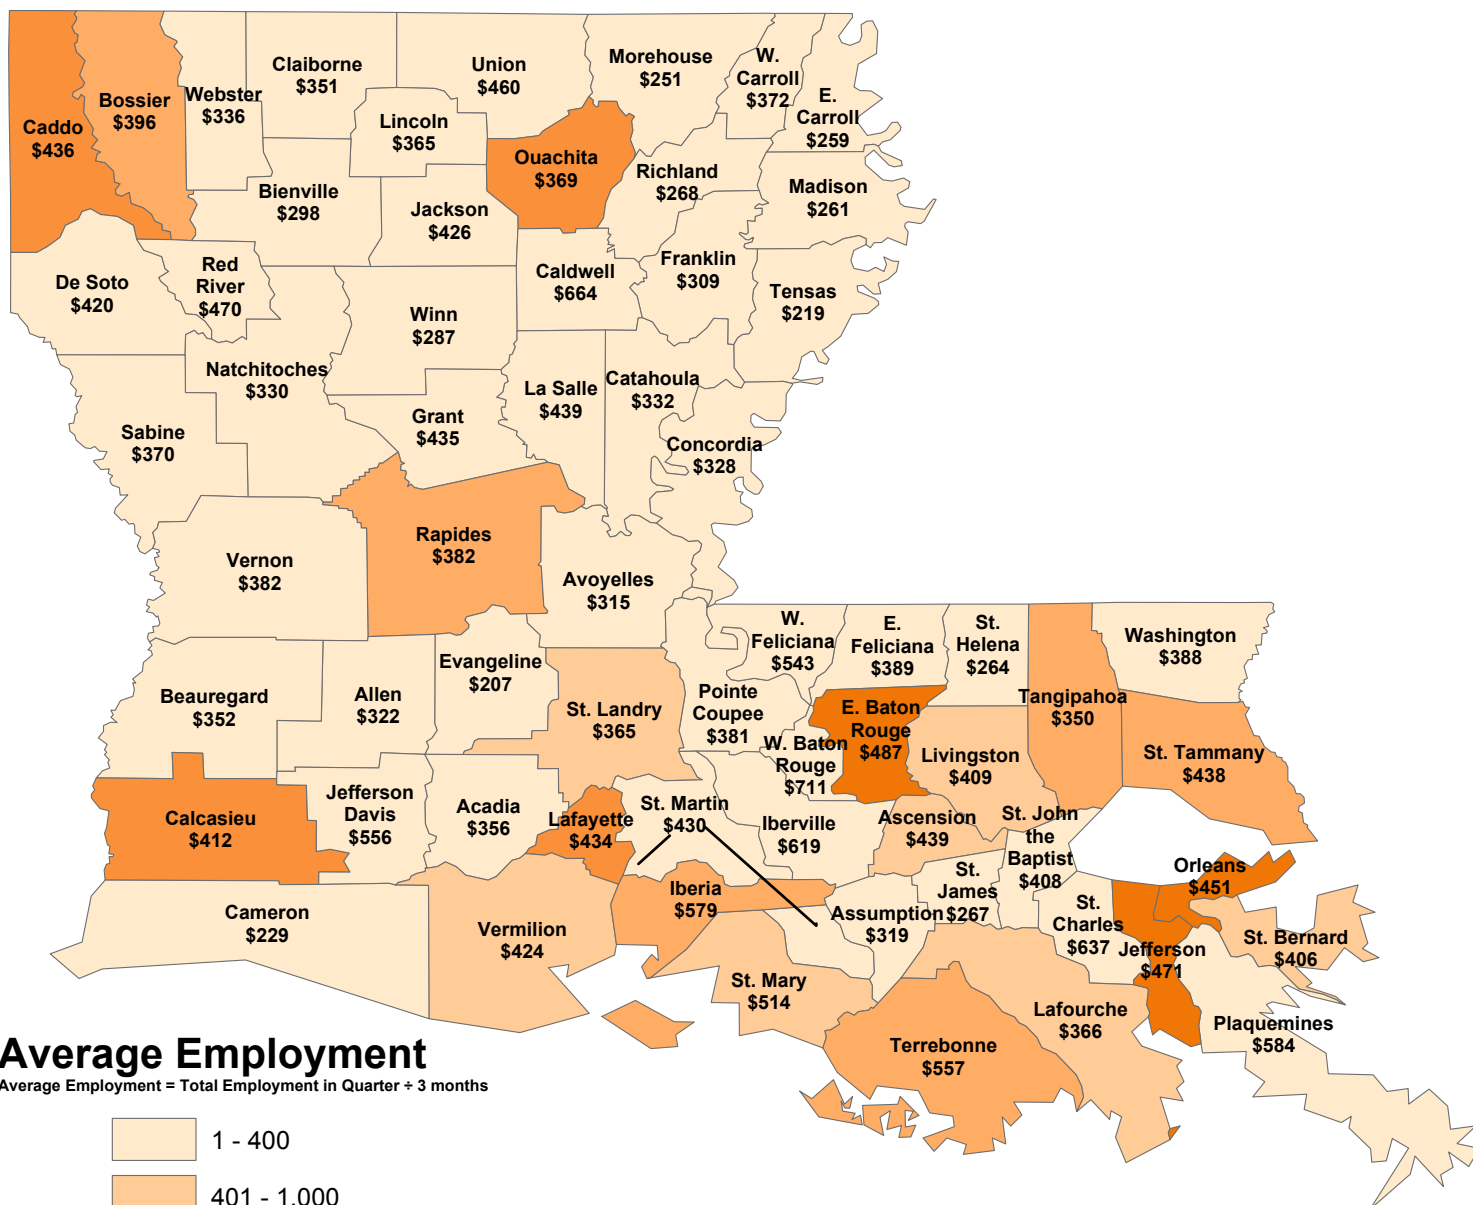 Claiborne
$351
Union
$460
Morehouse
$251
W.
Carroll
$372
E.
Carroll
$259
Webster
$336
Bossier
$396
Caddo
$436
Lincoln
$365
Ouachita
$369
Richland
$268
Madison
$261
Bienville
$298
Jackson
$426
De Soto
$420
Red
River
$470
Caldwell
$664
Franklin
$309
Tensas
$219
Winn
$287
Natchitoches
$330
La Salle
$439
Catahoula
$332
Grant
$435
Sabine
$370
Concordia
$328
Rapides
$382
Vernon
$382
Avoyelles
$315
W.
Feliciana
$543
E.
Feliciana
$389
St.
Helena
$264
Washington
$388
Evangeline
$207
Beauregard
$352
Allen
$322
St. Landry
$365
Pointe
Coupee
$381
E. Baton
Rouge
$487
Tangipahoa
$350
W. Baton
Rouge
$711
Livingston
$409
St. Tammany
$438
Calcasieu
$412
Jefferson
Davis
$556
Acadia
$356
Lafayette
$434
St. Martin
$430
Iberville
$619
Ascension
$439
St. John
the
Baptist
$408
Orleans
$451
St.
James
$267
Iberia
$579
Cameron
$229
Vermilion
$424
Assumption
$319
St.
Charles
$637
Jefferson
$471
St. Bernard
$406
St. Mary
$514
Lafourche
$366
Plaquemines
$584
Terrebonne
$557
Average Employment
Average Employment = Total Employment in Quarter ÷ 3 months
1 - 400
401 - 1,000